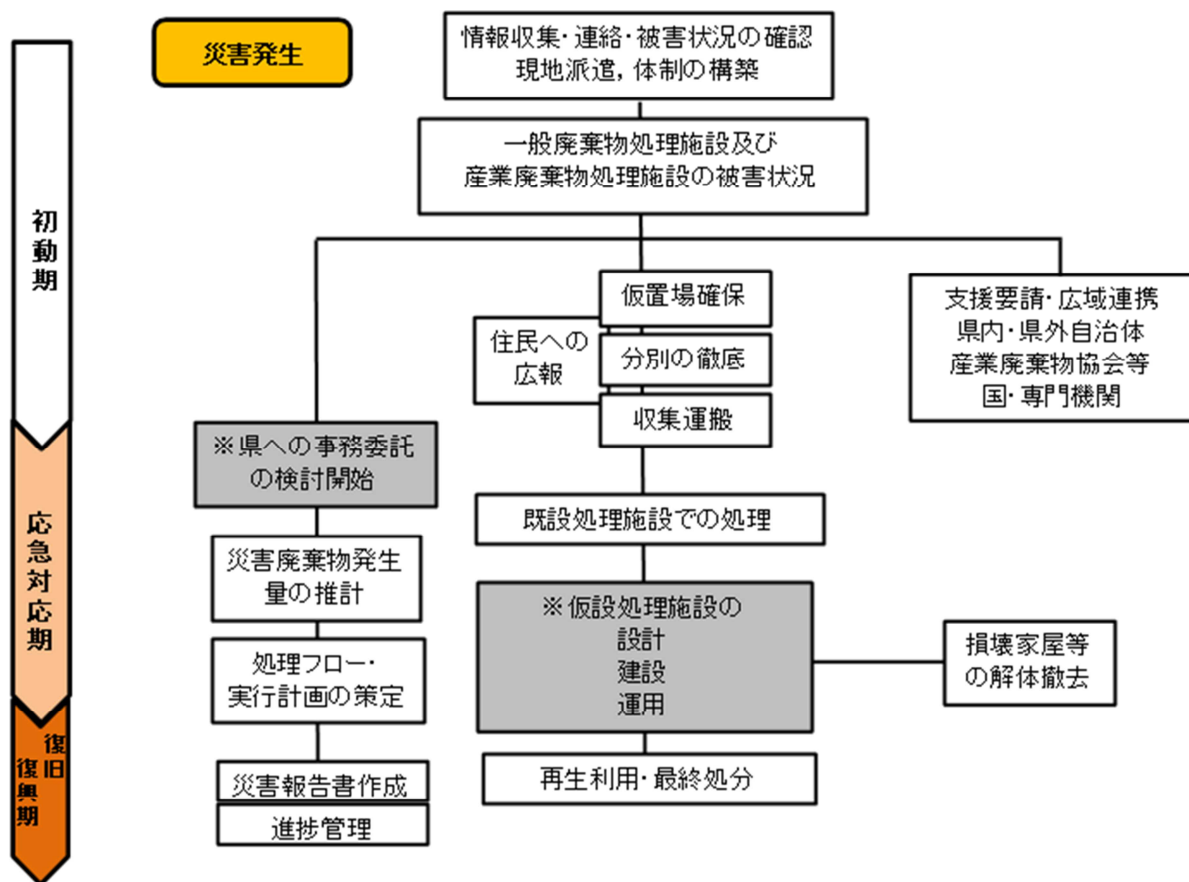 災害発生
情報収集・連絡・被害状況の確認
現地派遣, 体制の構築
一般廃棄物処理施設及び
産業廃棄物処理施設の被害状況
初動期
仮置場確保
住民への
広報
分別の徹底
収集運搬
支援要請・広域連携
県内・県外自治体
産業廃棄物協会等
国・専門機関
※県への事務委託
の検討開始
応急対応期
既設処理施設での処理
災害廃棄物発生
量の推計
※仮設処理施設の
設計
建設
運用
損壊家屋等
の解体撤去
処理フロー・
実行計画の策定
復旧
復興期
災害報告書作成
進捗管理
再生利用・最終処分